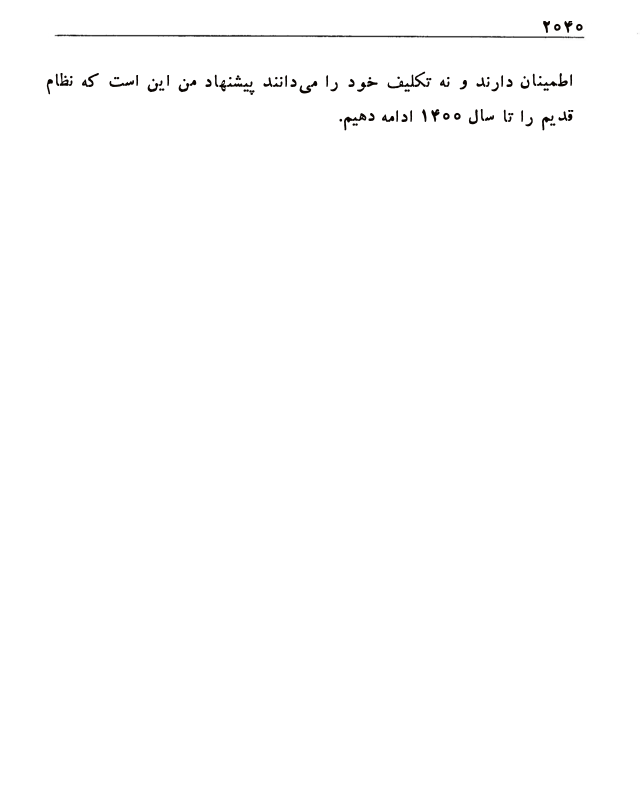 ۲۰۴۰
اطمینان دارند و نه تکلیف خود را می‌دانند پیشنهاد من این است که نظام
قدیم را تا سال ۱۴۰۰ ادامه دهیم.